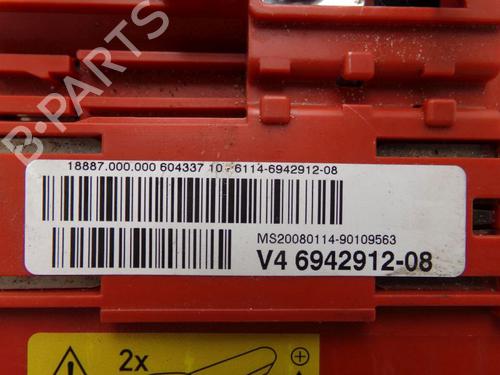 B-PARTS
18887.000.000 604337 10 - 6114-6942912-08
MS20080114-90109563
V4 6942912-08
2x
+